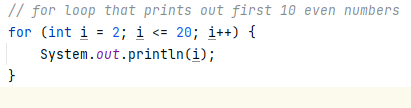 // for loop that prints out first 10 even numbers
for (int i = 2; i <= 20; i++) {
    System.out.println(i);
}